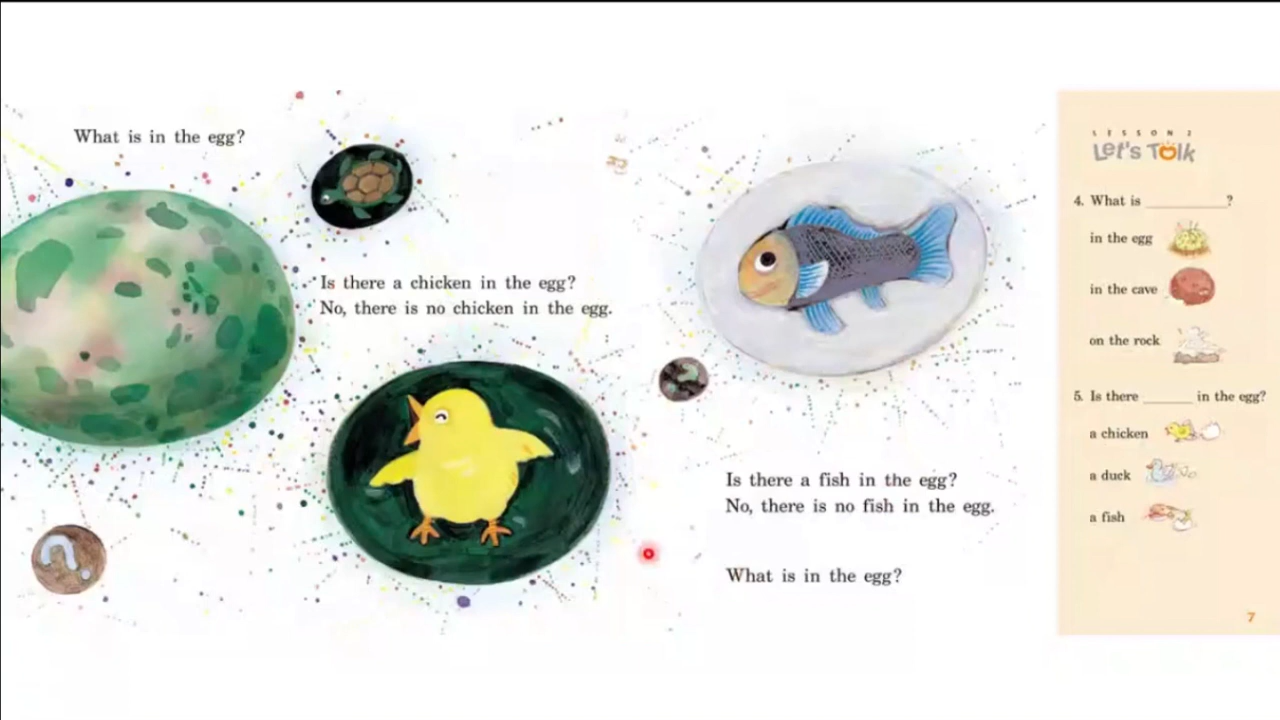 What is in the egg?
Is there a chicken in the egg?
No, there is no chicken in the egg.
?
Is there a fish in the egg?
No, there is no fish in the egg.
What is in the egg?
LESSON 2
Let's Talk
4. What is __________?
in the egg
in the cave
on the rock
5. Is there ______ in the egg?
a chicken
a duck
a fish
7